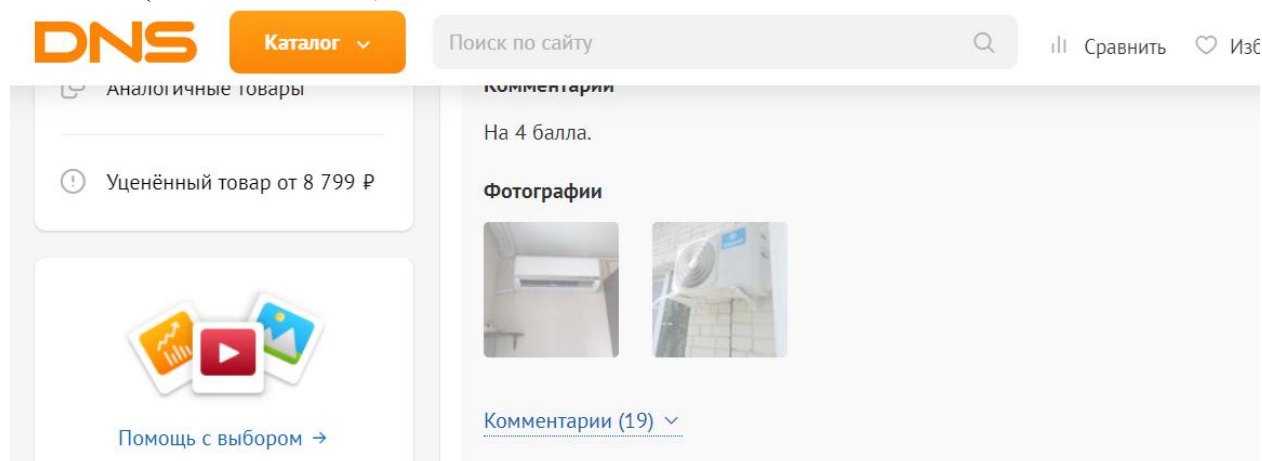 DNS
Каталог
Поиск по сайту
Сравнить
Изб
Аналогичные товары
Уценённый товар от 8 799 ₽
Помощь с выбором →
Комментарии
На 4 балла.
Фотографии
Комментарии (19)